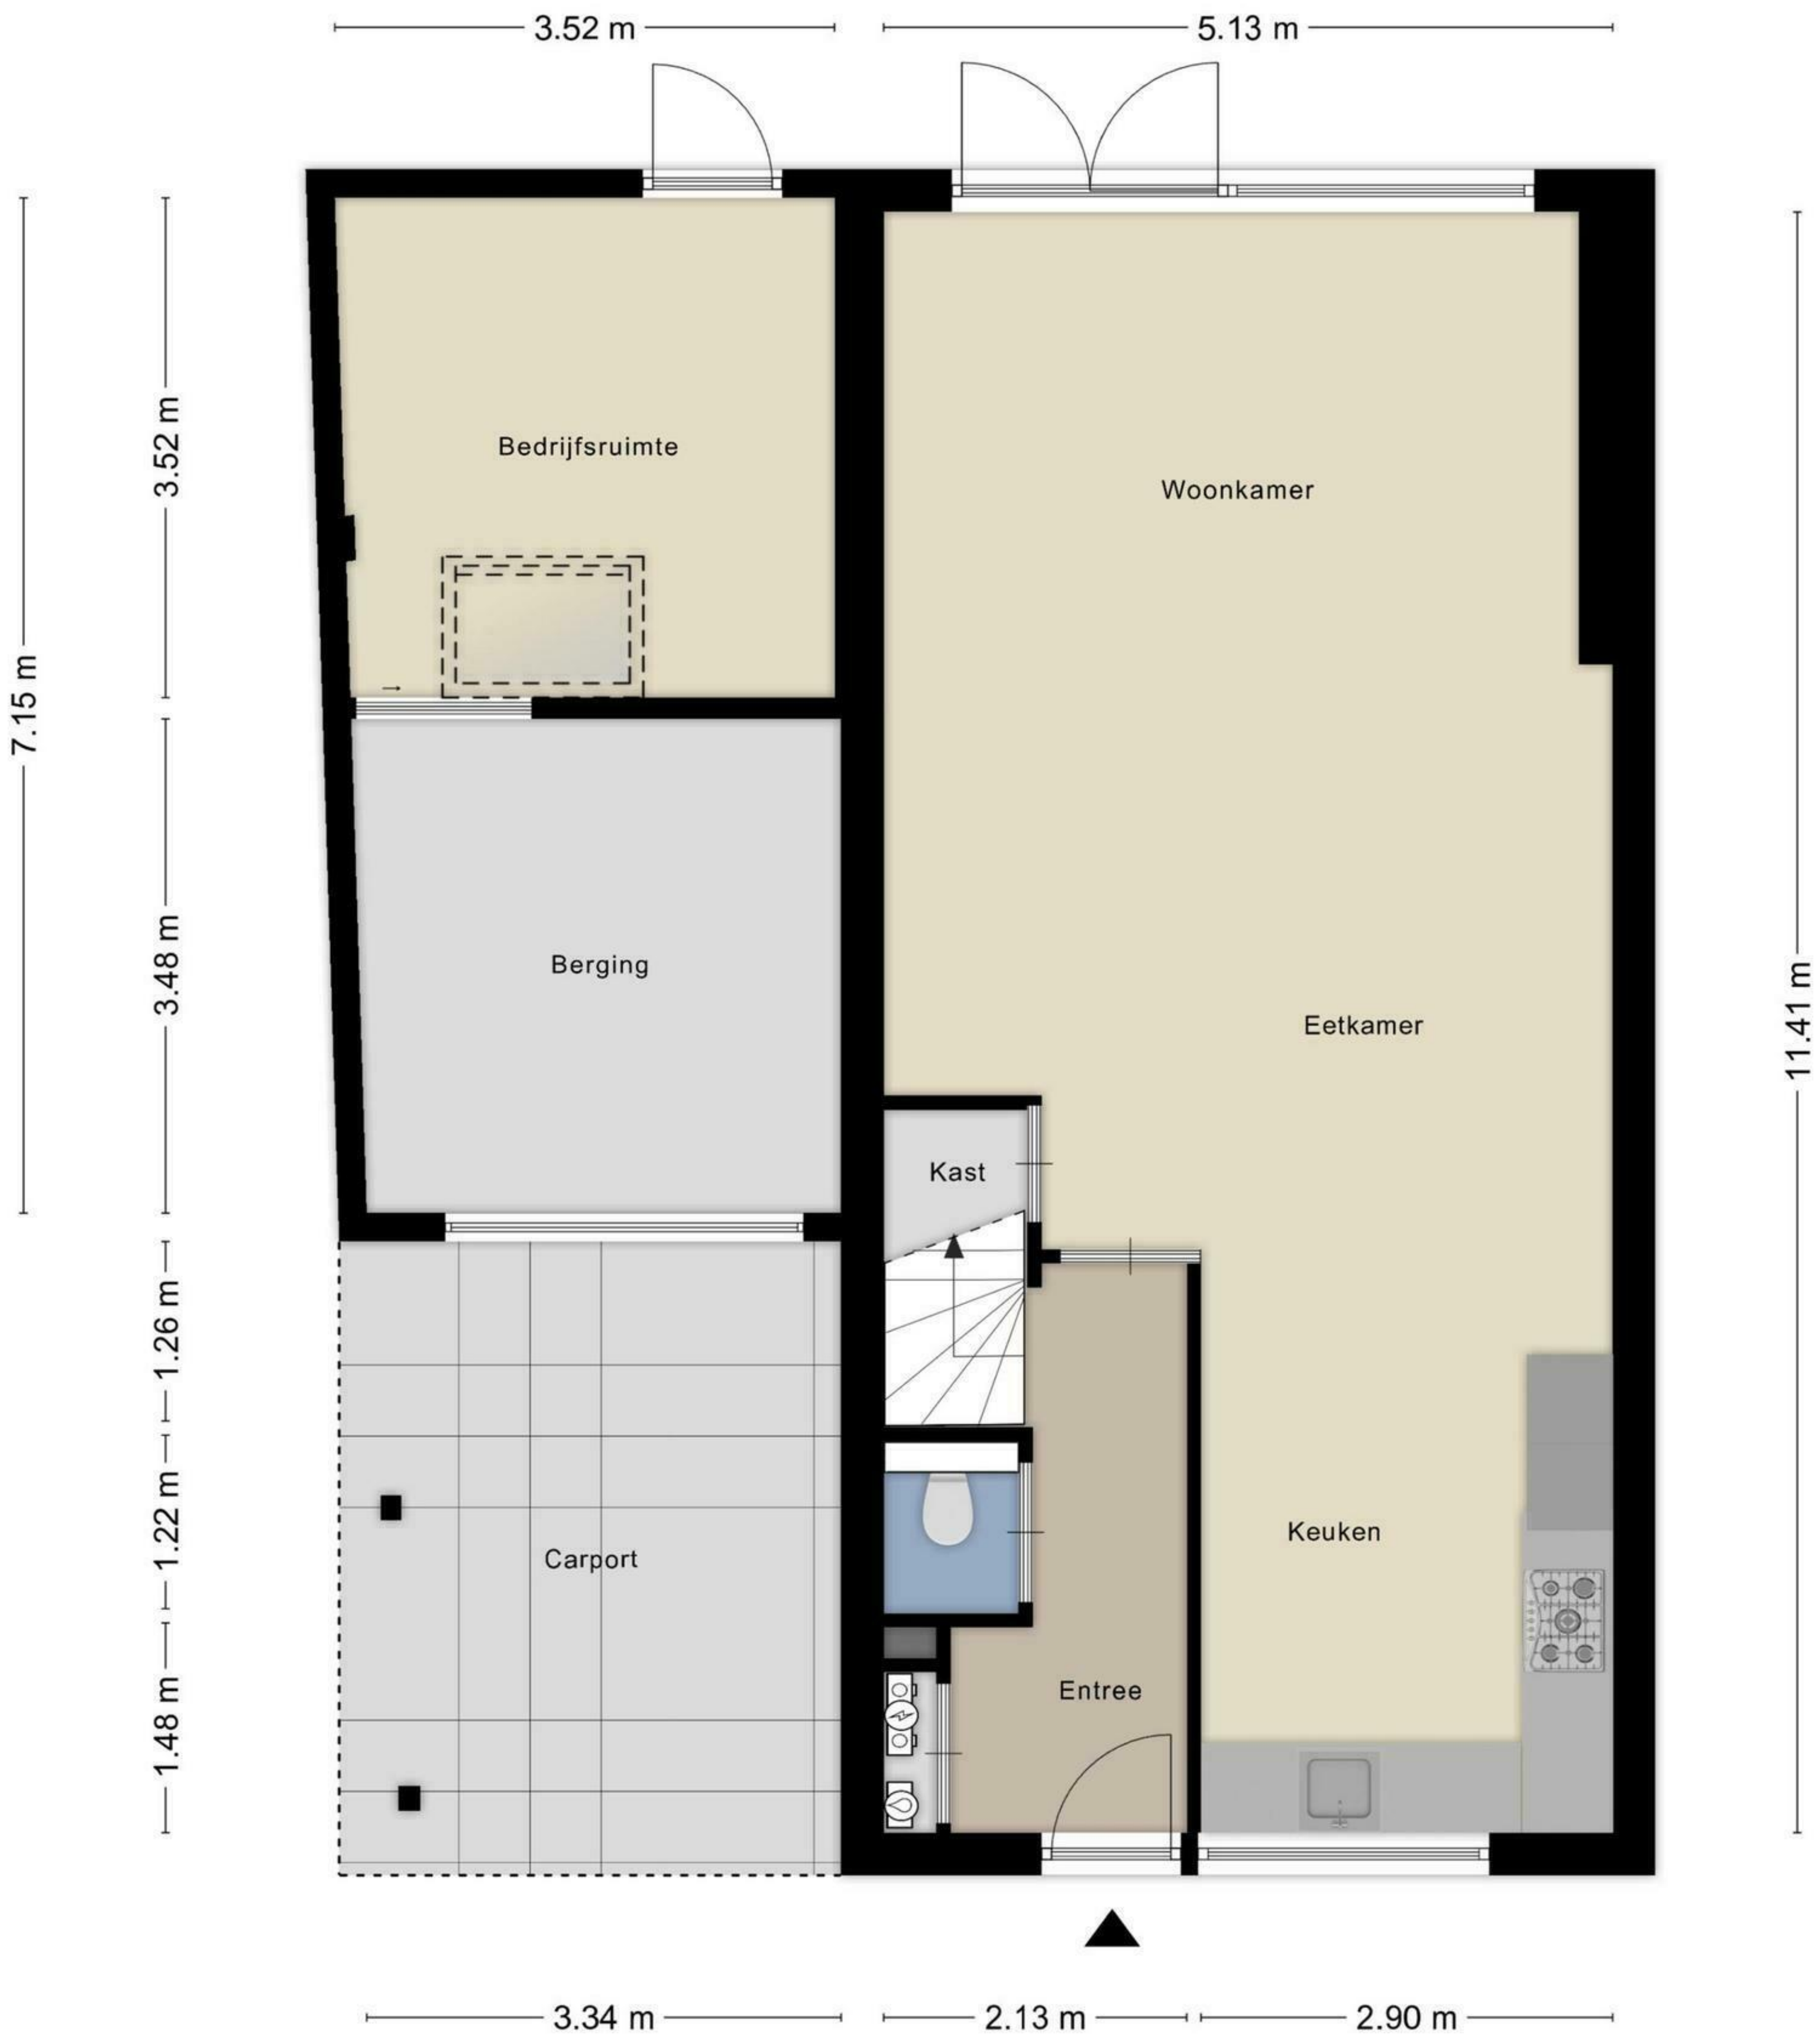 3.52 m
5.13 m
Bedrijfsruimte
Woonkamer
3.52 m
7.15 m
Berging
3.48 m
Eetkamer
11.41 m
Kast
1.26 m
1.22 m
Carport
Keuken
1.48 m
Entree
3.34 m
2.13 m
2.90 m